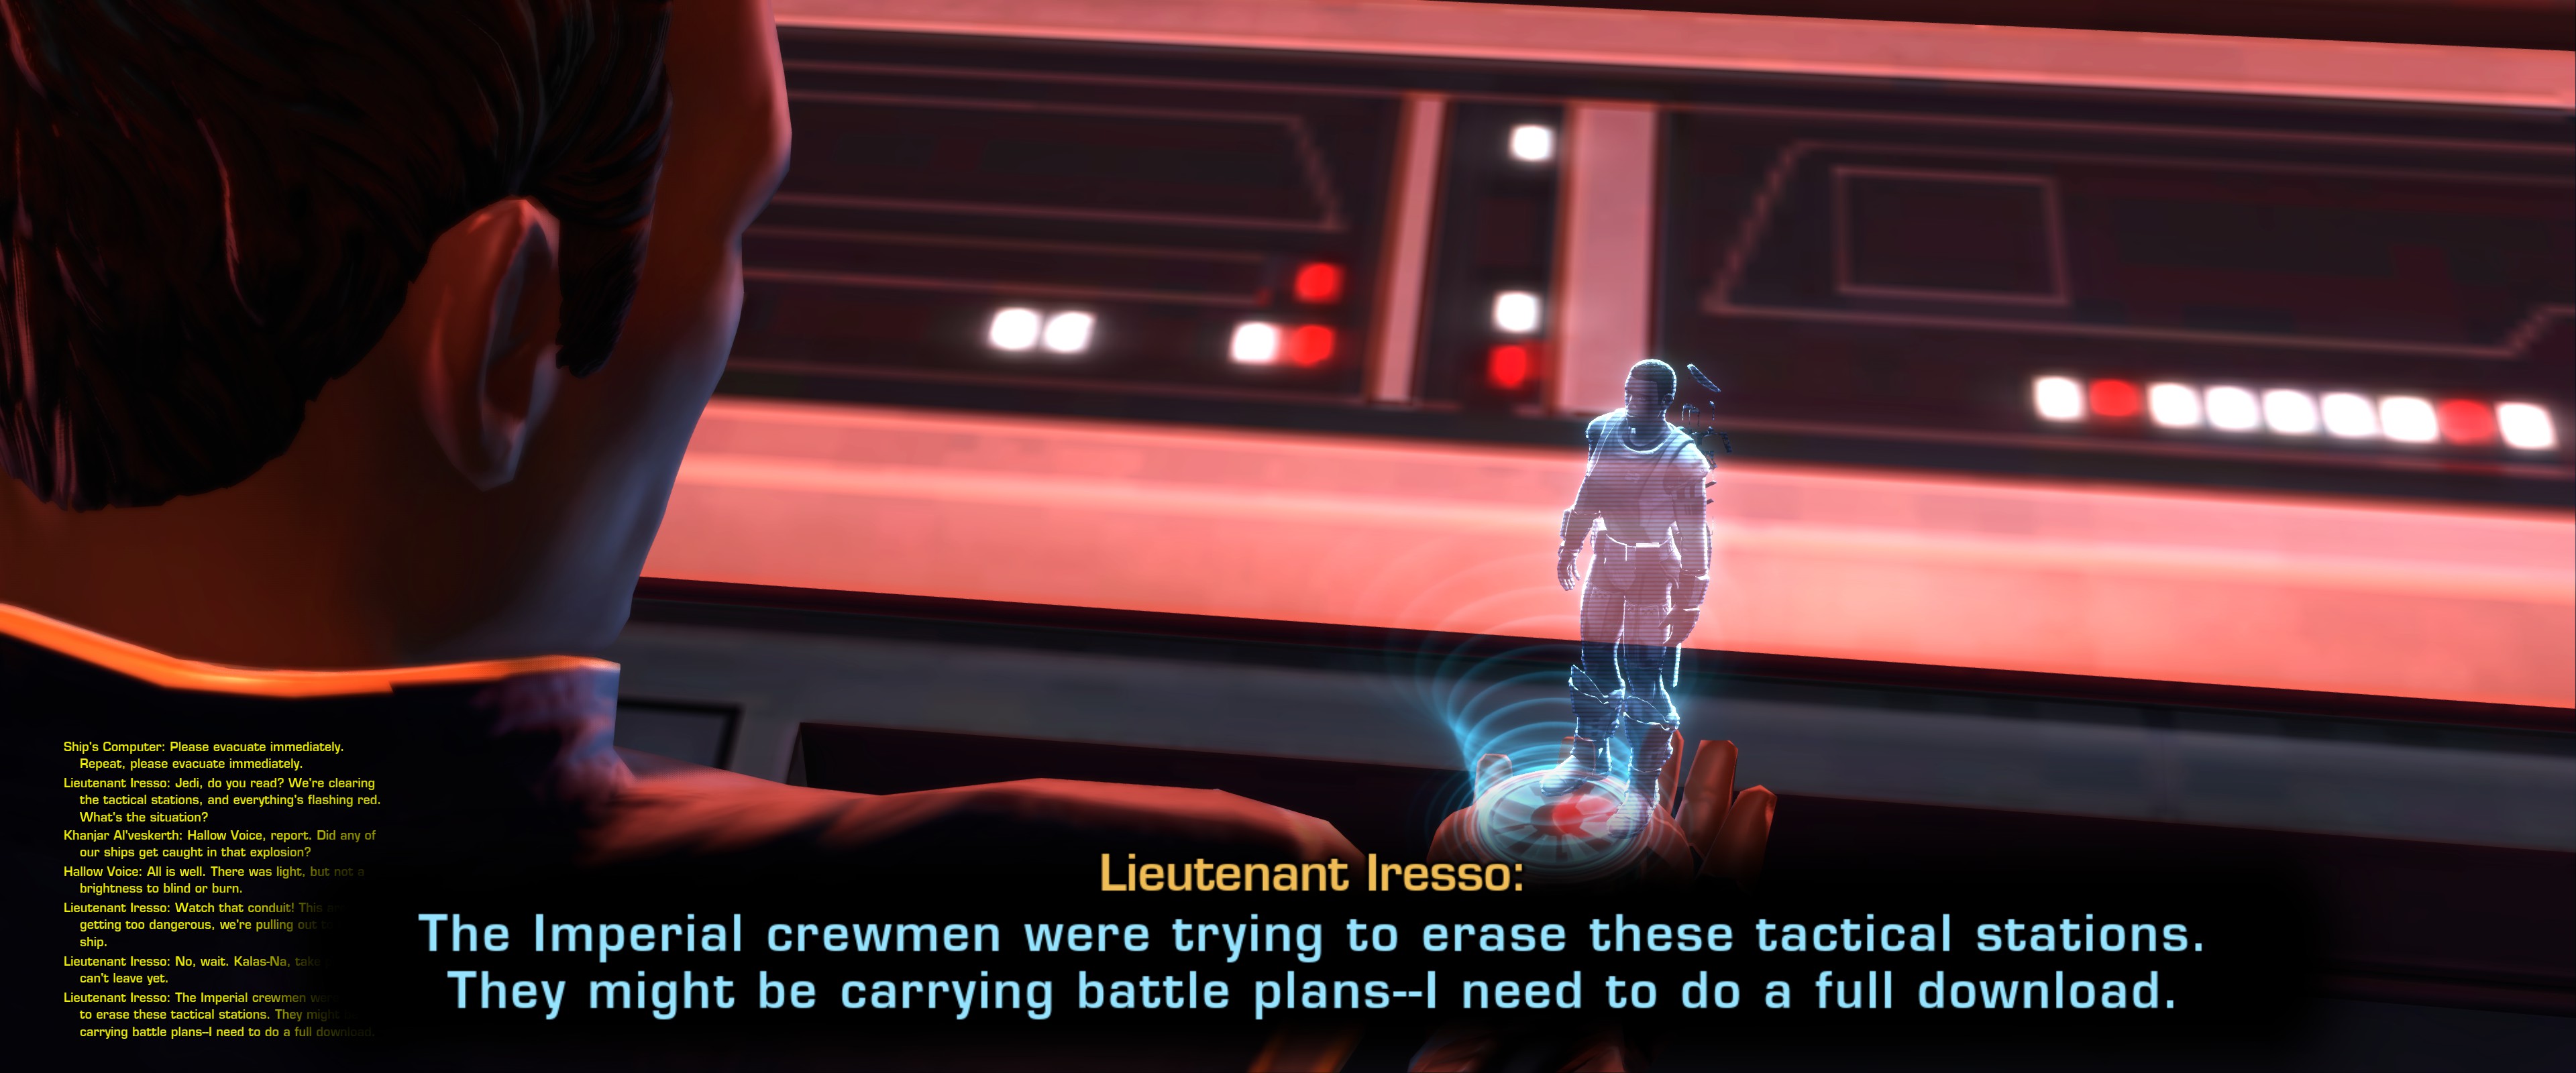 Ship's Computer: Please evacuate immediately.
Repeat, please evacuate immediately.
Lieutenant Iresso: Jedi, do you read? We're clearing
the tactical stations, and everything's flashing red.
What's the situation?
Khanjar Al'veskerth: Hallow Voice, report. Did any of
our ships get caught in that explosion?
Hallow Voice: All is well. There was light, but not a
brightness to blind or burn.
Lieutenant Iresso: Watch that conduit! This
getting too dangerous, we're pulling out
ship.
Lieutenant Iresso: No, wait. Kalas-Na, take
can't leave yet.
Lieutenant Iresso: The Imperial crewmen
to erase these tactical stations. They might
carrying battle plans--I need to do a full download.
Lieutenant Iresso:
The Imperial crewmen were trying to erase these tactical stations.
They might be carrying battle plans--I need to do a full download.